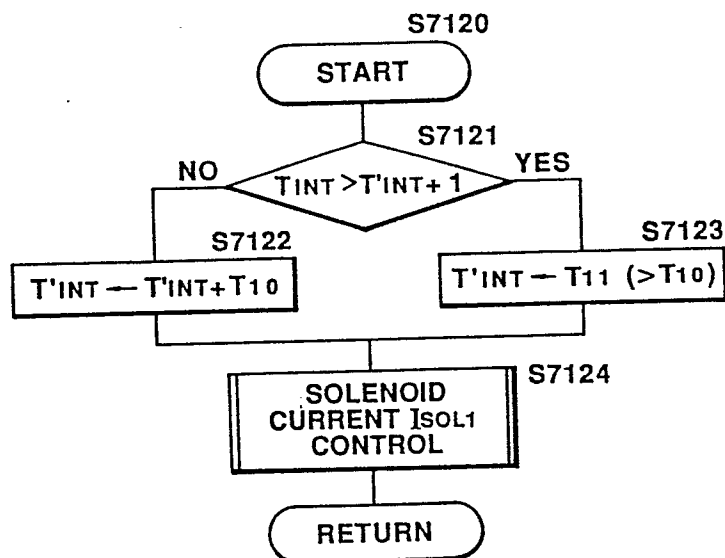 S7120
START
S7121
NO
YES
TINT>T'INT+1
S7122
S7123
T'INT ← T'INT+T10
T'INT ← T11 (>T10)
S7124
SOLENOID
CURRENT ISOL1
CONTROL
RETURN